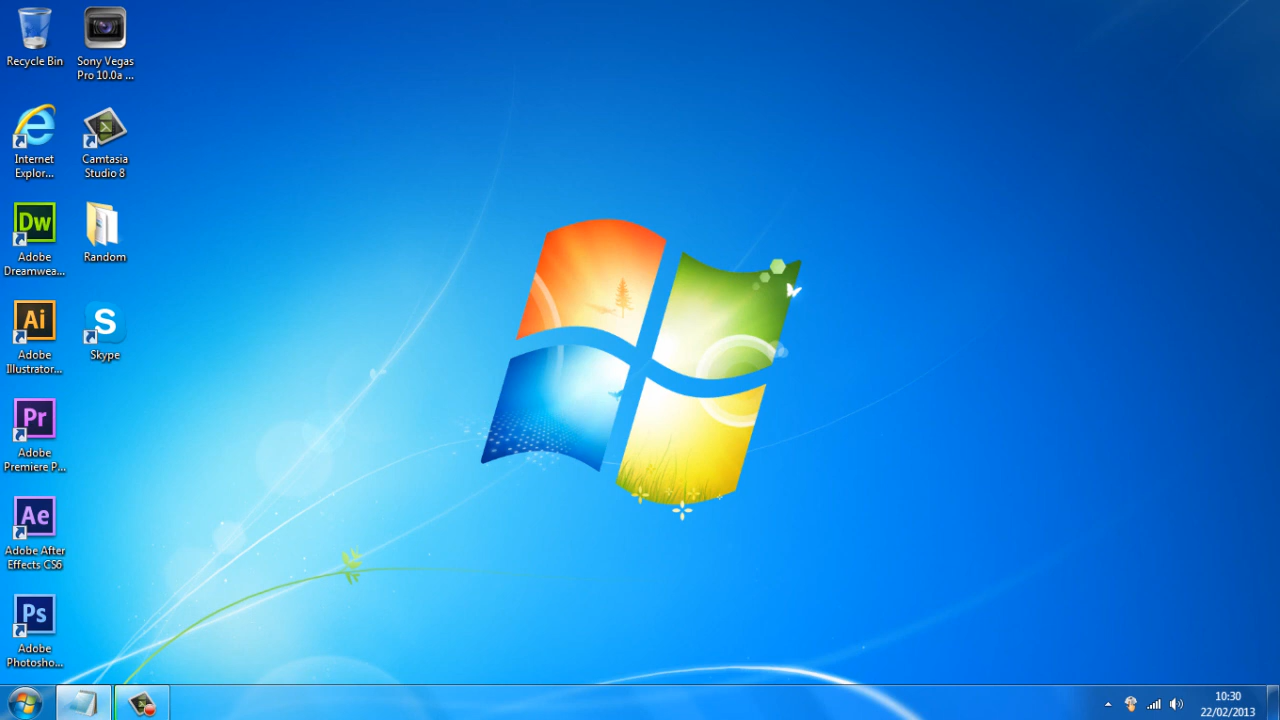 Recycle Bin
Sony Vegas
Pro 10.0a ...
Internet
Explor...
Camtasia
Studio 8
Dw
Adobe
Dreamwea...
Random
Ai
Adobe
Illustrator...
S
Skype
Pr
Adobe
Premiere P...
Ae
Adobe After
Effects CS6
Ps
Adobe
Photosho...
10:30
22/02/2013